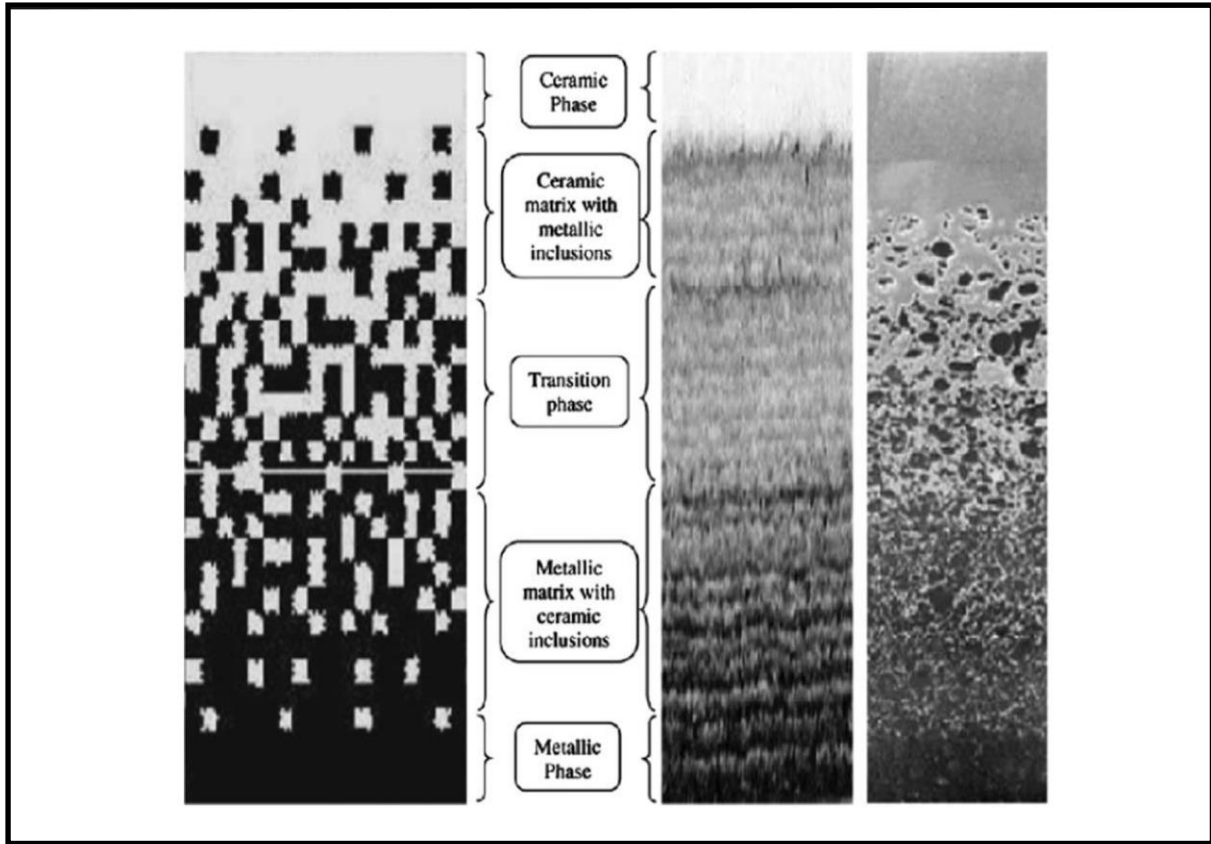 Ceramic
Phase
Ceramic
matrix with
metallic
inclusions
Transition
phase
Metallic
matrix with
ceramic
inclusions
Metallic
Phase